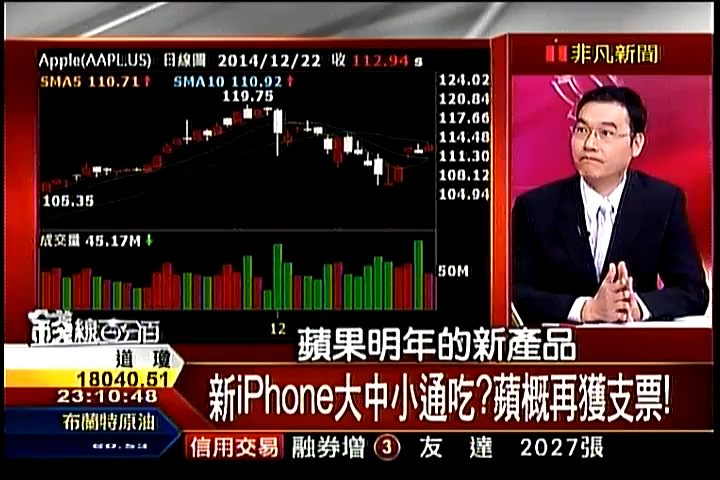 Apple(AAPL.US) 日線圖 2014/12/22 收 112.94 s
SMA5 110.71↑ SMA10 110.92↑
119.75
105.35
124.02
120.84
117.66
114.48
111.30
108.12
104.94
成交量 45.17M↓
50M
12
非凡新聞
錢線百分百
蘋果明年的新產品
新iPhone大中小通吃?蘋概再獲支票!
道瓊
18040.51
23:10:48
布蘭特原油
信用交易 融券增 3 友達 2027張